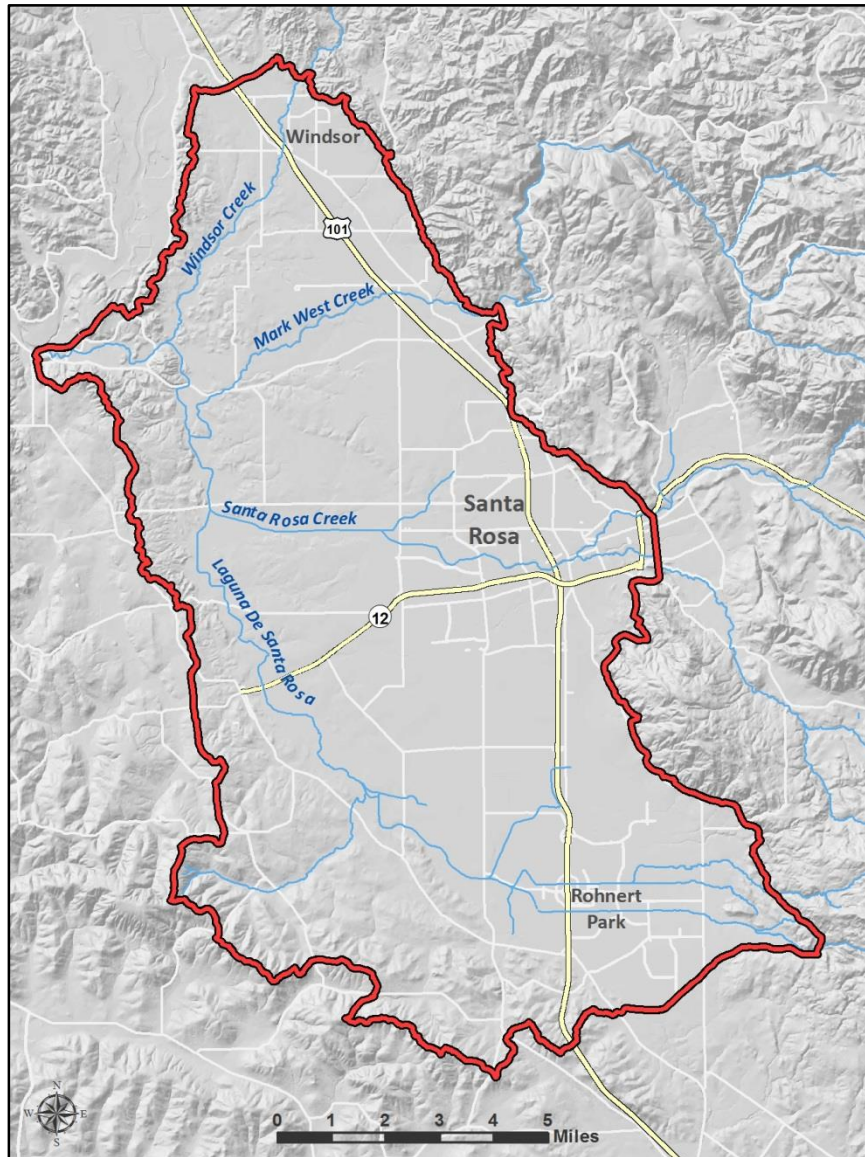 Windsor
Windsor Creek
101
Mark West Creek
Santa
Rosa
Santa Rosa Creek
Laguna De Santa Rosa
12
Rohnert
Park
N
W E
S
0 1 2 3 4 5
Miles